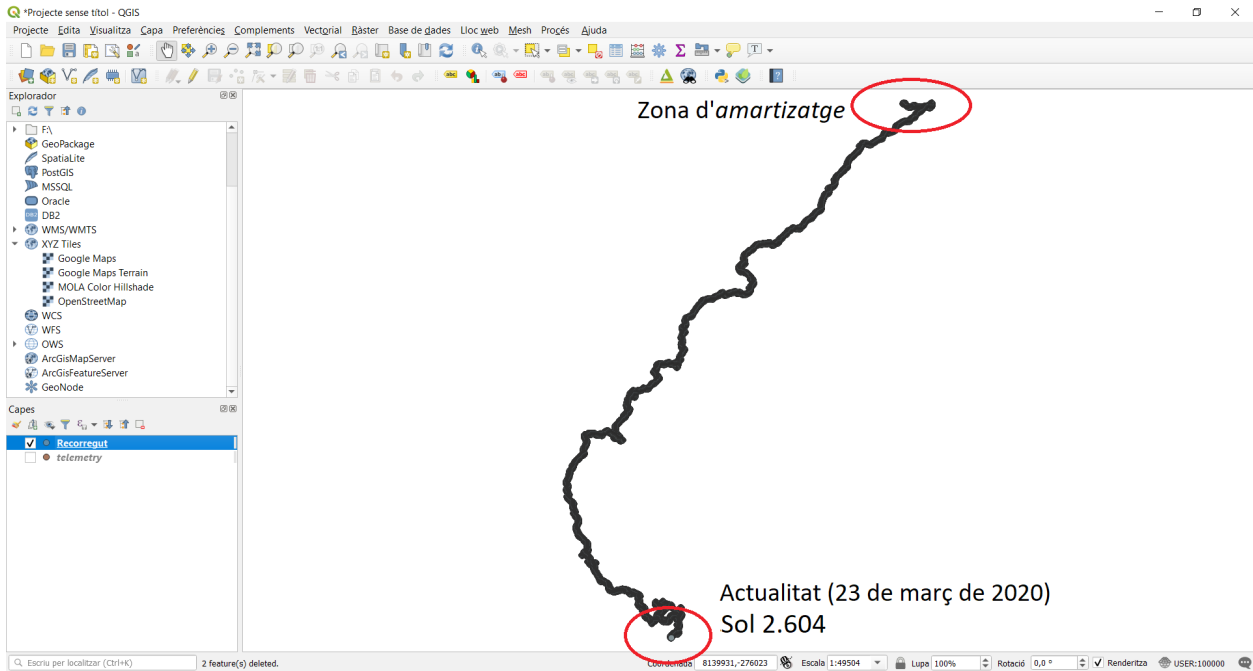 *Projecte sense títol - QGIS
Projecte Edita Visualitza Capa Preferències Complements Vectorial Ràster Base de dades Lloc web Mesh Procés Ajuda
Explorador
F:\
GeoPackage
SpatiaLite
PostGIS
MSSQL
Oracle
DB2
WMS/WMTS
XYZ Tiles
Google Maps
Google Maps Terrain
MOLA Color Hillshade
OpenStreetMap
WCS
WFS
OWS
ArcGisMapServer
ArcGisFeatureServer
GeoNode
Capes
Recorregut
telemetry
Zona d'amartizatge
Actualitat (23 de març de 2020)
Sol 2.604
Escriu per localitzar (Ctrl+K) 2 feature(s) deleted. Coordenada 8139931,-276023 Escala 1:49504 Lupa 100% Rotació 0,0 ° Renderitza USER:100000